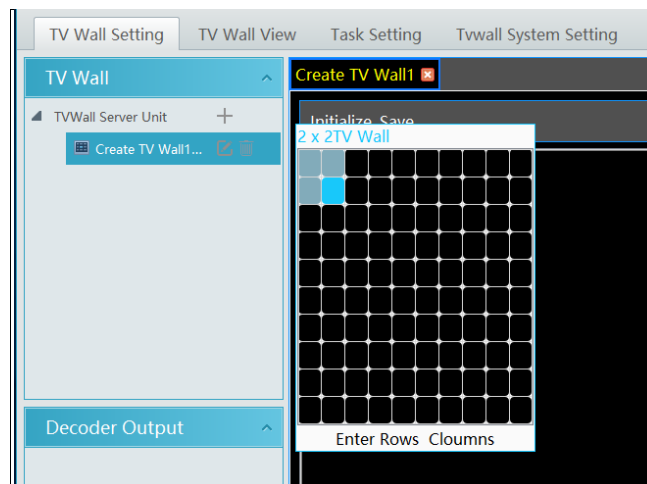 TV Wall Setting TV Wall View Task Setting Tvwall System Setting
TV Wall
Create TV Wall1
TVWall Server Unit
Initialize Save
2 x 2TV Wall
Create TV Wall1...
Decoder Output
Enter Rows Cloumns